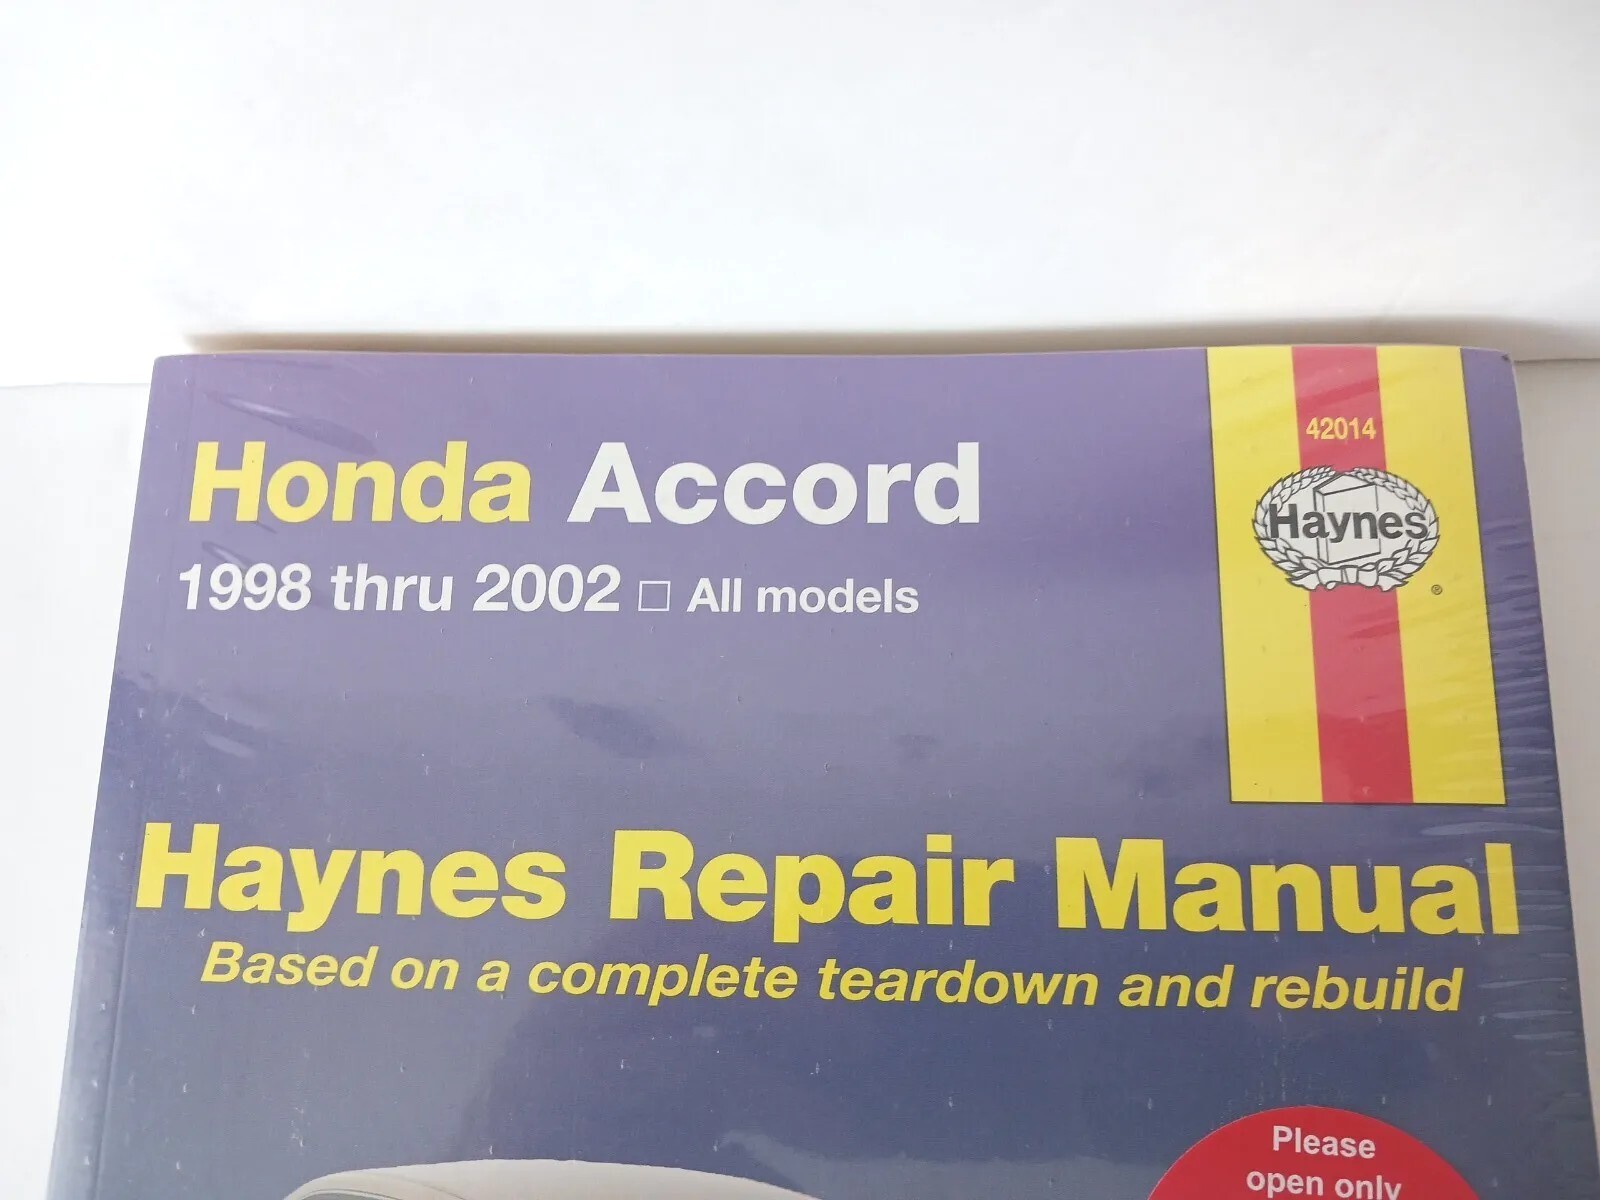 42014
Haynes
®
Honda Accord
1998 thru 2002 □ All models
Haynes Repair Manual
Based on a complete teardown and rebuild
Please
open only